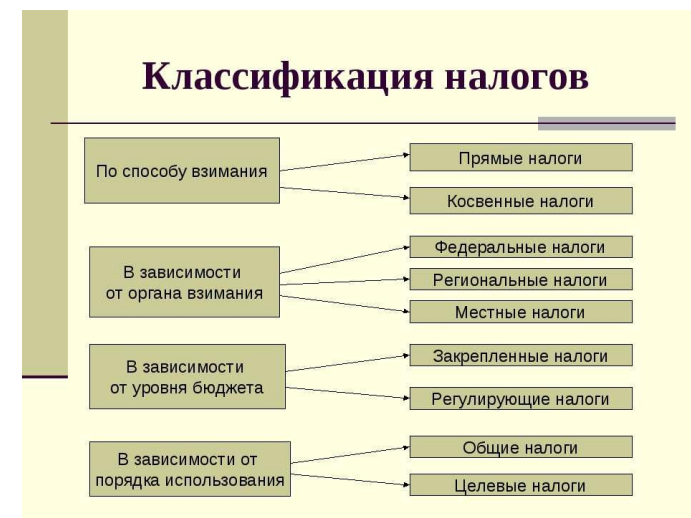 Классификация налогов
По способу взимания
Прямые налоги
Косвенные налоги
В зависимости
от органа взимания
Федеральные налоги
Региональные налоги
Местные налоги
В зависимости
от уровня бюджета
Закрепленные налоги
Регулирующие налоги
В зависимости от
порядка использования
Общие налоги
Целевые налоги